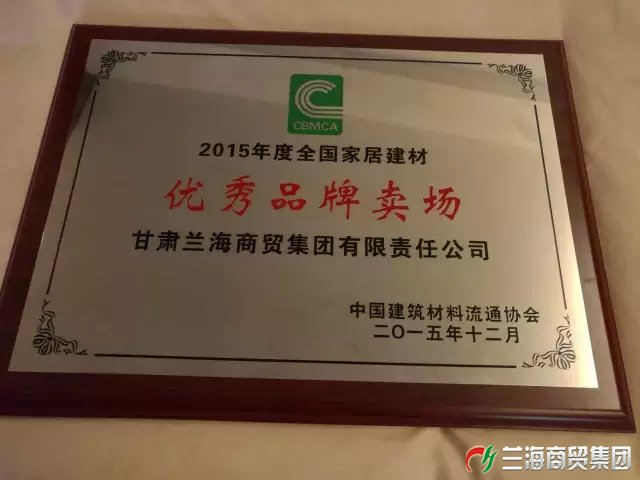 CBMCA
2015年度全国家居建材
优秀品牌卖场
甘肃兰海商贸集团有限责任公司
中国建筑材料流通协会
二〇一五年十二月
兰海商贸集团